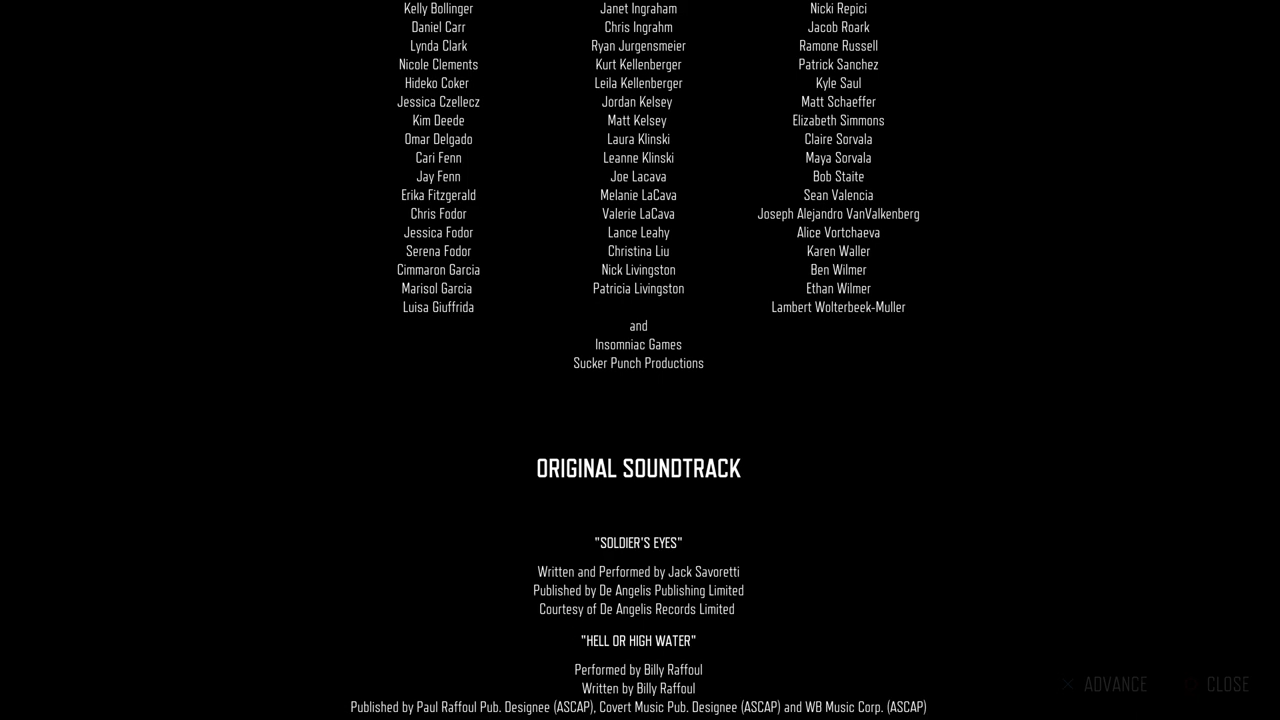 Kelly Bollinger
Daniel Carr
Lynda Clark
Nicole Clements
Hideko Coker
Jessica Czellecz
Kim Deede
Omar Delgado
Cari Fenn
Jay Fenn
Erika Fitzgerald
Chris Fodor
Jessica Fodor
Serena Fodor
Cimmaron Garcia
Marisol Garcia
Luisa Giuffrida
Janet Ingraham
Chris Ingrahm
Ryan Jurgensmeier
Kurt Kellenberger
Leila Kellenberger
Jordan Kelsey
Matt Kelsey
Laura Klinski
Leanne Klinski
Joe Lacava
Melanie LaCava
Valerie LaCava
Lance Leahy
Christina Liu
Nick Livingston
Patricia Livingston
Nicki Repici
Jacob Roark
Ramone Russell
Patrick Sanchez
Kyle Saul
Matt Schaeffer
Elizabeth Simmons
Claire Sorvala
Maya Sorvala
Bob Staite
Sean Valencia
Joseph Alejandro VanValkenberg
Alice Vortchaeva
Karen Waller
Ben Wilmer
Ethan Wilmer
Lambert Wolterbeek-Muller
and
Insomniac Games
Sucker Punch Productions
ORIGINAL SOUNDTRACK
"SOLDIER'S EYES"
Written and Performed by Jack Savoretti
Published by De Angelis Publishing Limited
Courtesy of De Angelis Records Limited
"HELL OR HIGH WATER"
Performed by Billy Raffoul
Written by Billy Raffoul
Published by Paul Raffoul Pub. Designee (ASCAP), Covert Music Pub. Designee (ASCAP) and WB Music Corp. (ASCAP)
ADVANCE
CLOSE